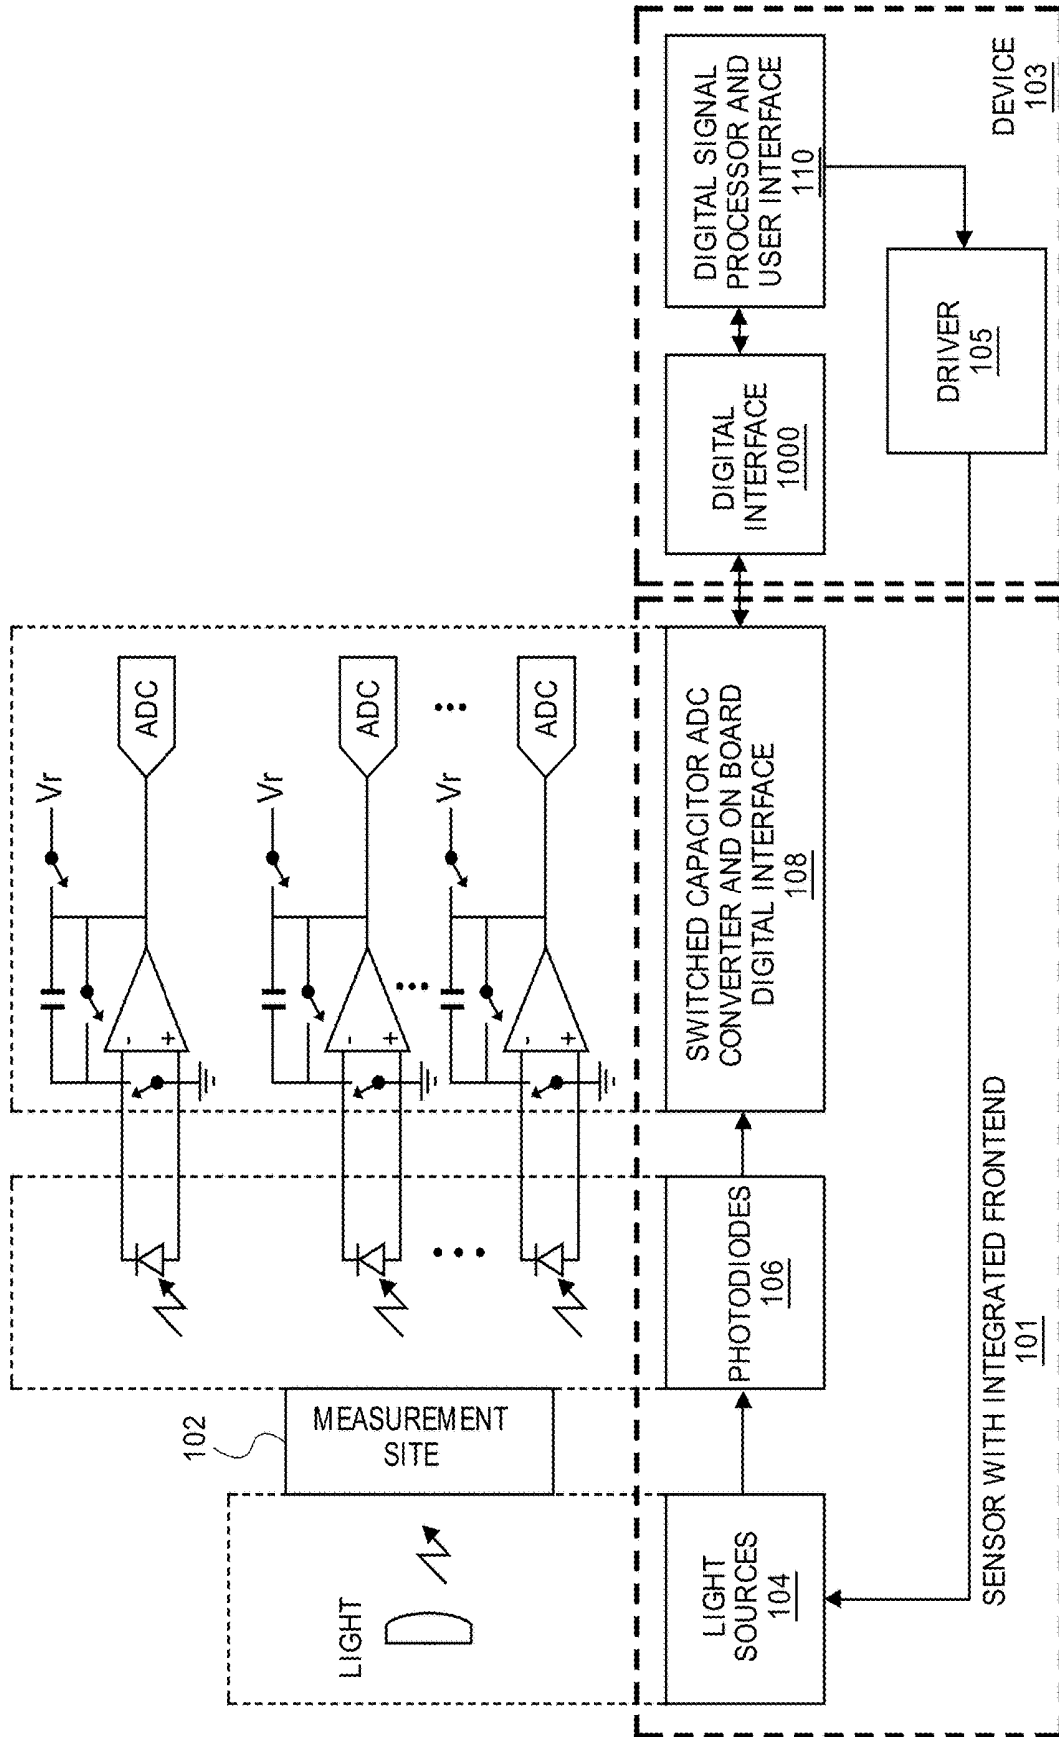 LIGHT
102
MEASUREMENT
SITE
-
+
Vr
ADC
-
+
Vr
ADC
-
+
Vr
ADC
LIGHT
SOURCES
104
PHOTODIODES
106
SWITCHED CAPACITOR ADC
CONVERTER AND ON BOARD
DIGITAL INTERFACE
108
DIGITAL
INTERFACE
1000
DIGITAL SIGNAL
PROCESSOR AND
USER INTERFACE
110
DRIVER
105
SENSOR WITH INTEGRATED FRONTEND
101
DEVICE
103